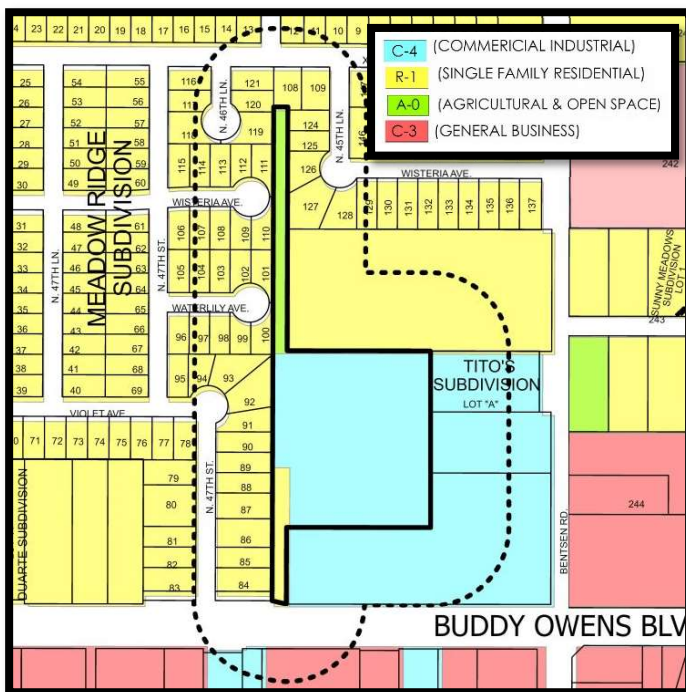 4 23 22 21 20 19 18 17 16 15 14 13 12 11 10 9
C-4 (COMMERICIAL INDUSTRIAL)
R-1 (SINGLE FAMILY RESIDENTIAL)
A-0 (AGRICULTURAL & OPEN SPACE)
C-3 (GENERAL BUSINESS)
25 54 55 116 121 108 109
26 53 56 120
27 52 57 119 124
28 51 58 125
29 50 59 115 114 113 112 111 126
30 49 60
242
N. 46TH LN.
N. 45TH LN.
WISTERIA AVE.
WISTERIA AVE.
127 128 129 130 131 132 133 134 135 136 137
31 48 61 106 107 108 109 110
32 47 62
33 46 63 105 104 103 102 101
34 45 64
35 44 65
N. 47TH LN.
MEADOW RIDGE
SUBDIVISION
N. 47TH ST.
SUNNY MEADOWS
SUBDIVISION
LOT 1
243
WATERLILY AVE.
36 43 66 96 97 98 99 100
37 42 67
38 41 68 95 94 93
39 40 69 92
TITO'S
SUBDIVISION
LOT "A"
VIOLET AVE
0 71 72 73 74 75 76 77 78 91
90
79 89
80 88
87
81 86
82 85
83 84
DUARTE SUBDIVISION
N. 47TH ST.
BENTSEN RD.
244
BUDDY OWENS BLV